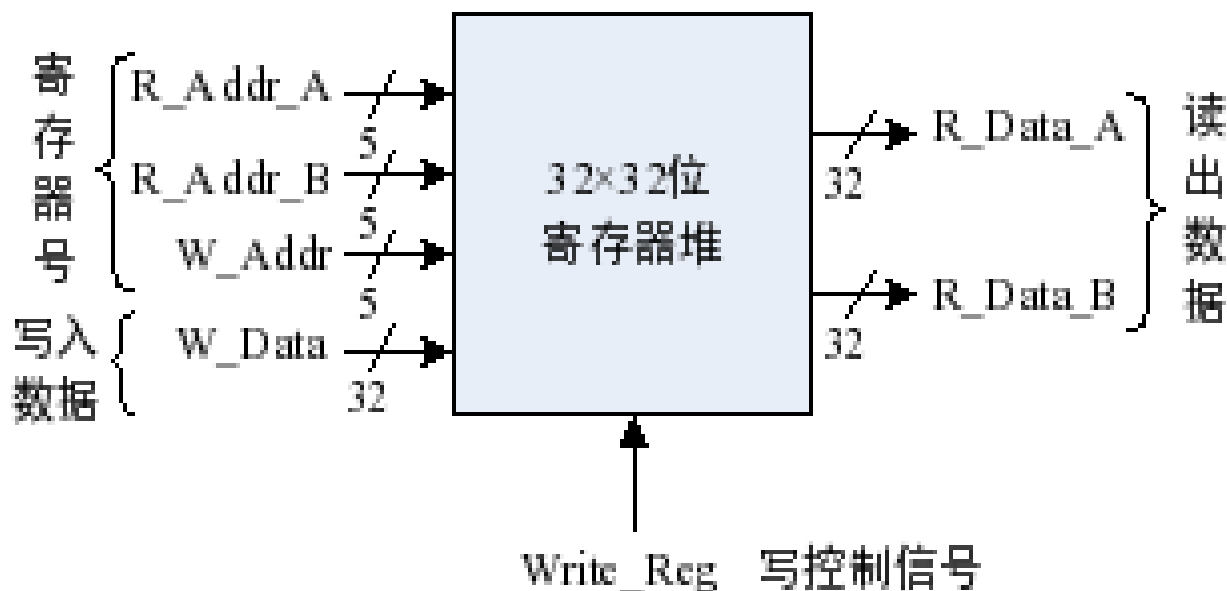 寄存器号
R_Addr_A
5
R_Addr_B
5
W_Addr
5
写入数据
W_Data
32
32×32位
寄存器堆
32
R_Data_A
32
R_Data_B
读出数据
Write_Reg 写控制信号